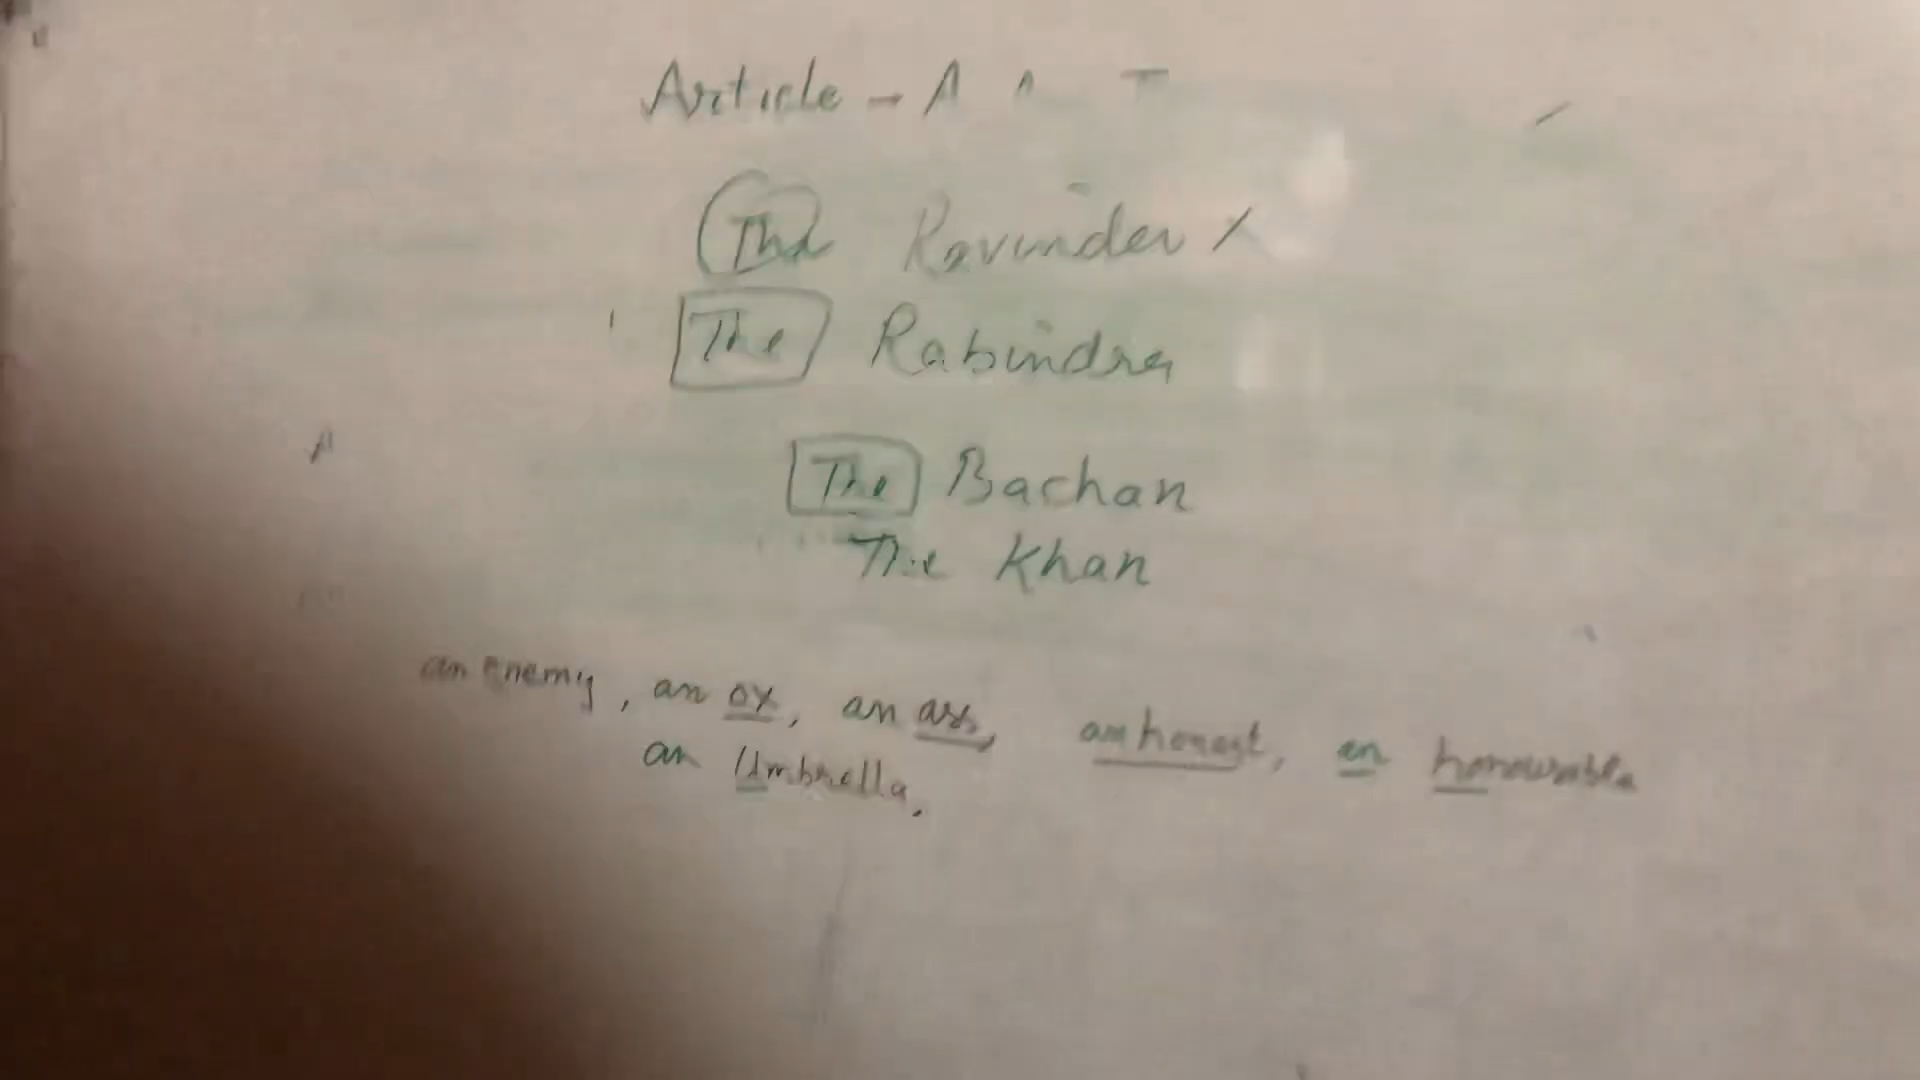 Article - A A T
The Ravinder X
The Rabindra
The Bachan
The Khan
an enemy, an ox, an ass, an honest, an honourable
an Umbrella,